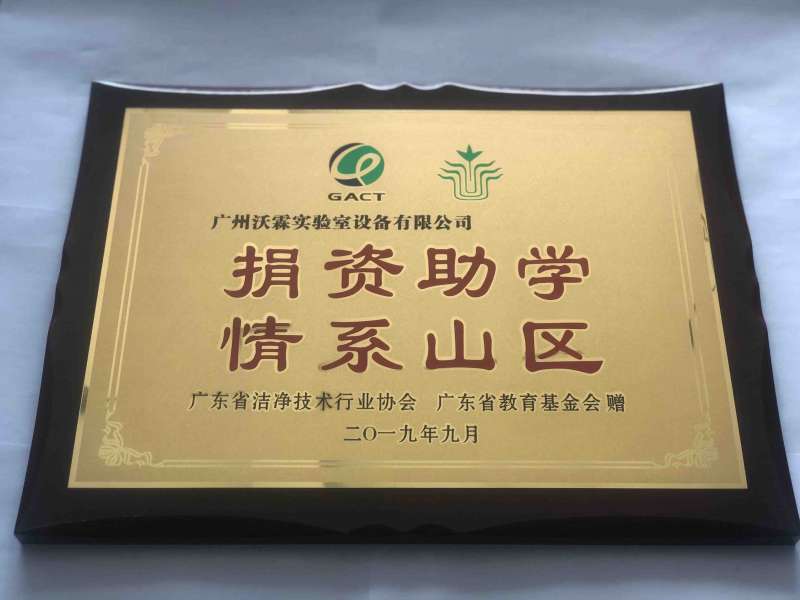 GACT
广州沃霖实验室设备有限公司
捐资助学
情系山区
广东省洁净技术行业协会 广东省教育基金会 赠
二〇一九年九月